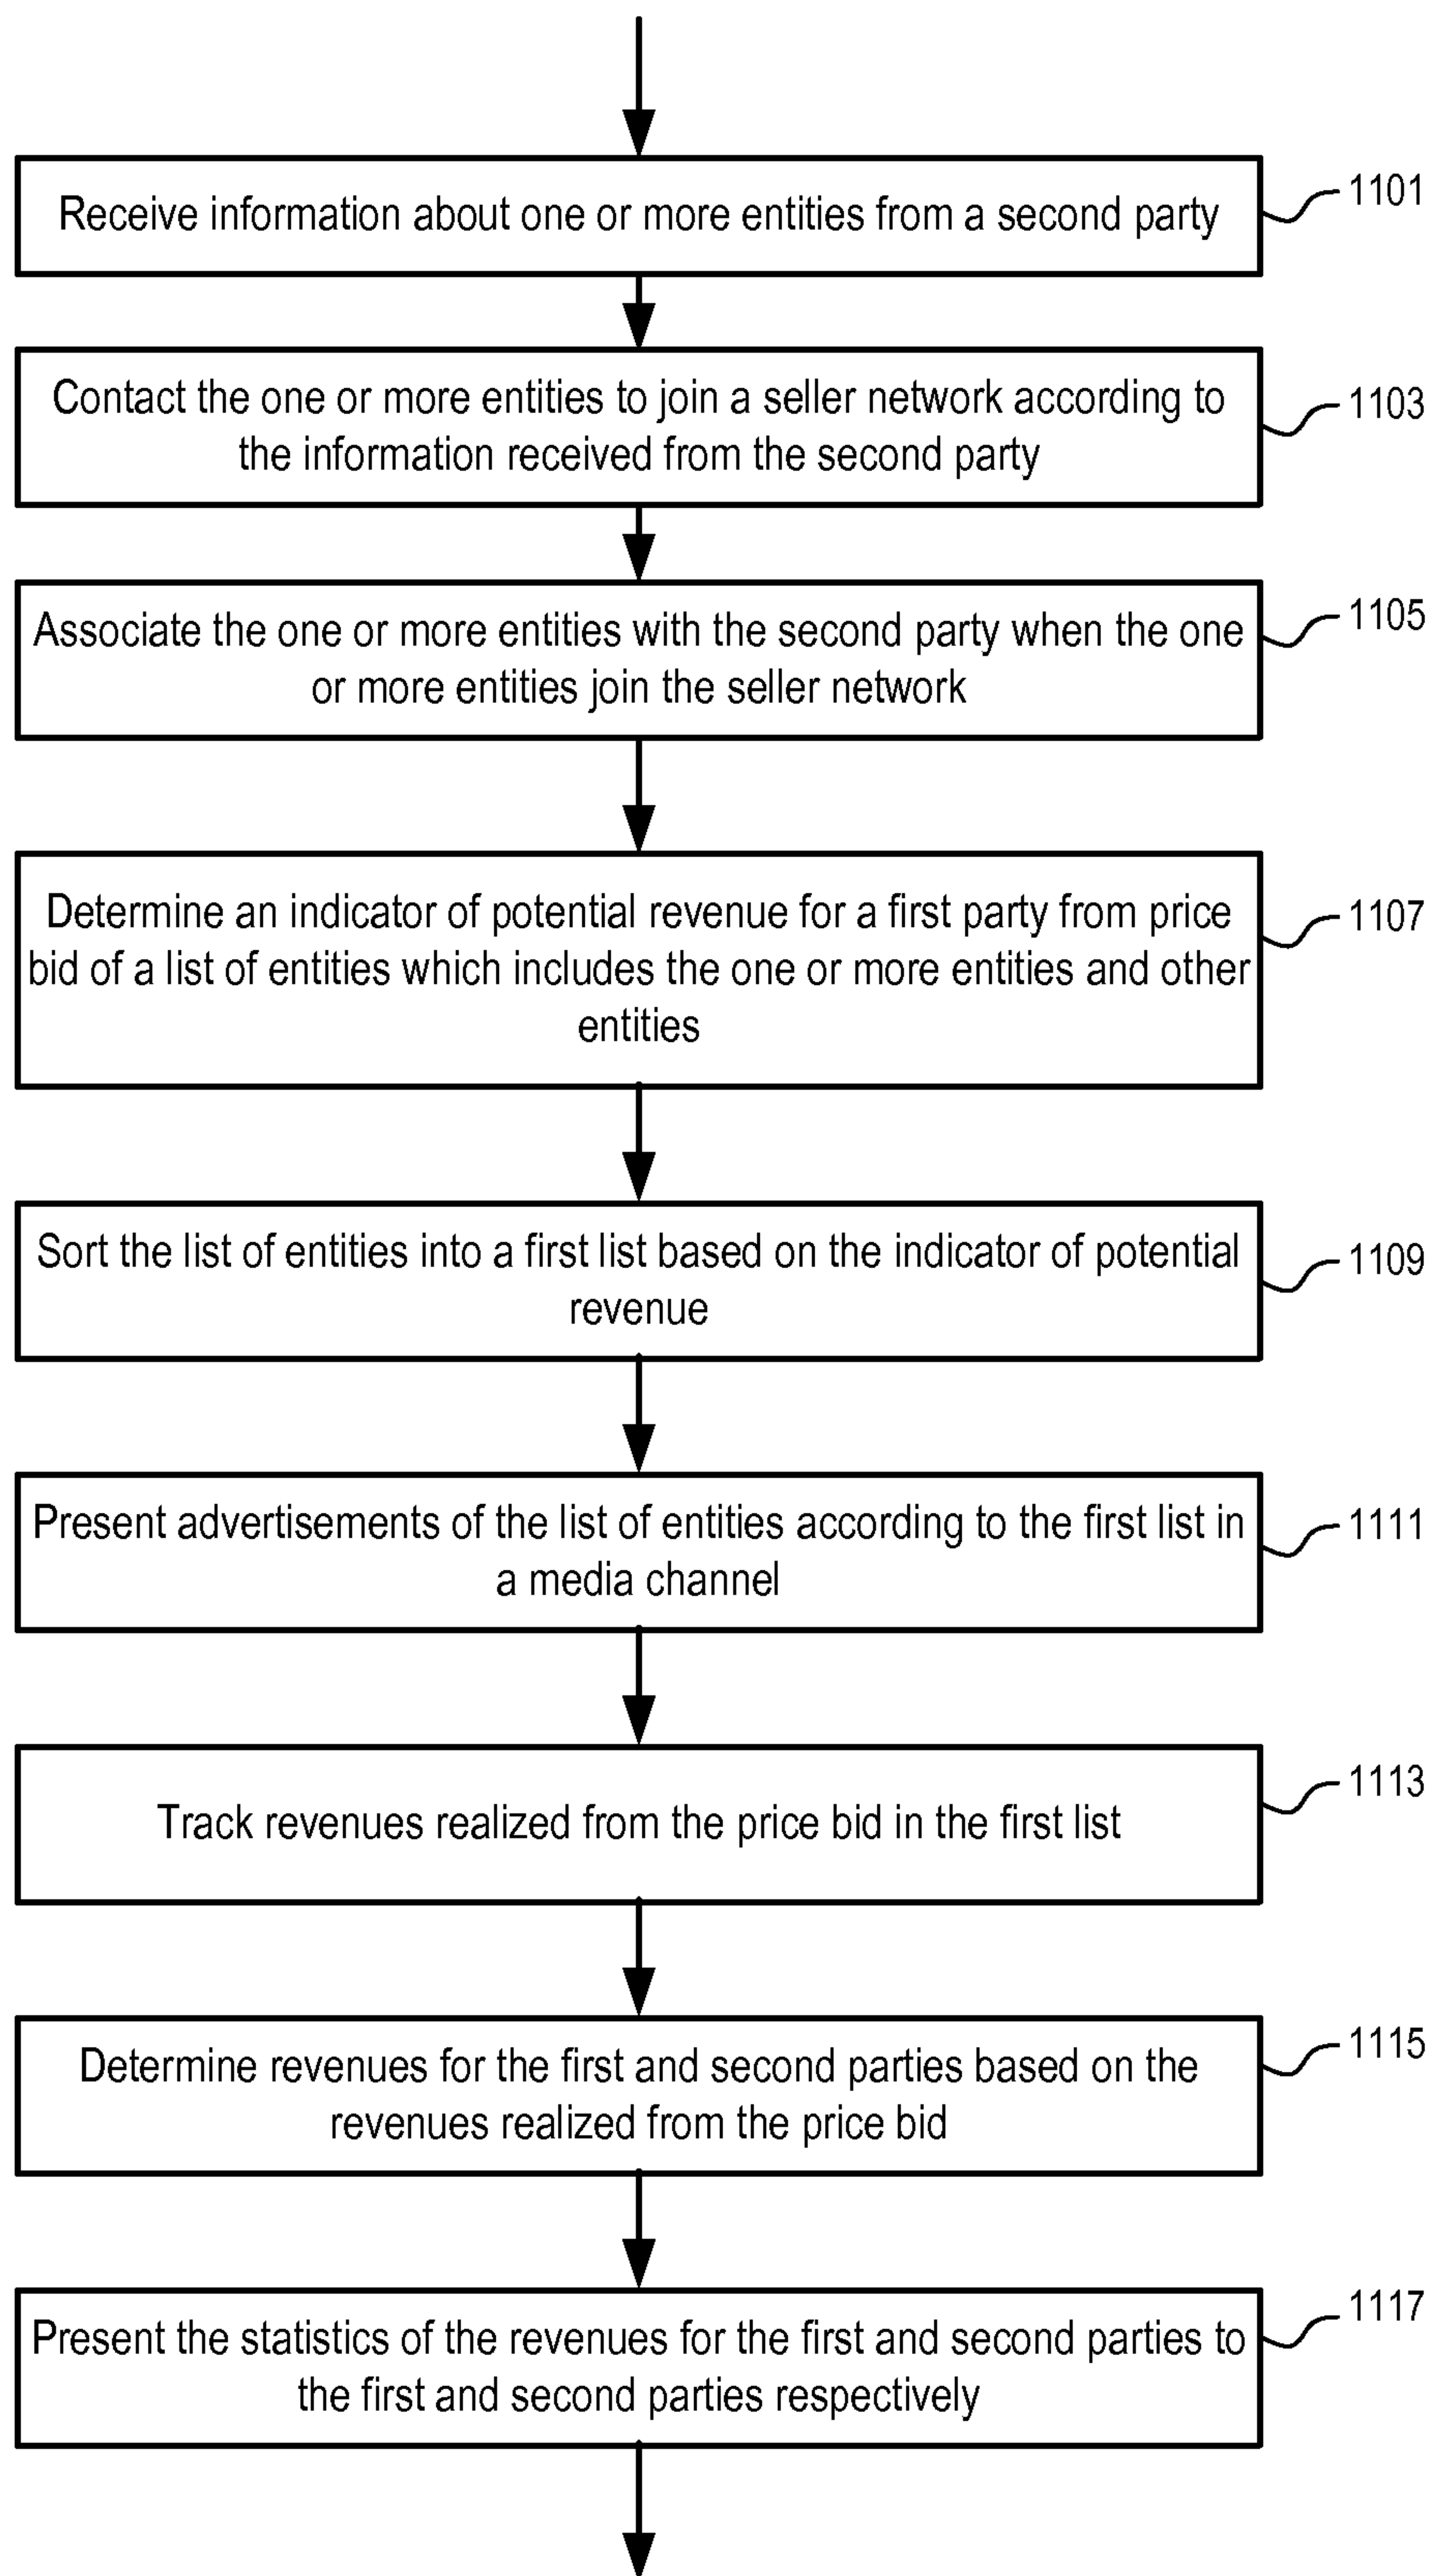 Receive information about one or more entities from a second party
1101
Contact the one or more entities to join a seller network according to
the information received from the second party
1103
Associate the one or more entities with the second party when the one
or more entities join the seller network
1105
Determine an indicator of potential revenue for a first party from price
bid of a list of entities which includes the one or more entities and other
entities
1107
Sort the list of entities into a first list based on the indicator of potential
revenue
1109
Present advertisements of the list of entities according to the first list in
a media channel
1111
Track revenues realized from the price bid in the first list
1113
Determine revenues for the first and second parties based on the
revenues realized from the price bid
1115
Present the statistics of the revenues for the first and second parties to
the first and second parties respectively
1117